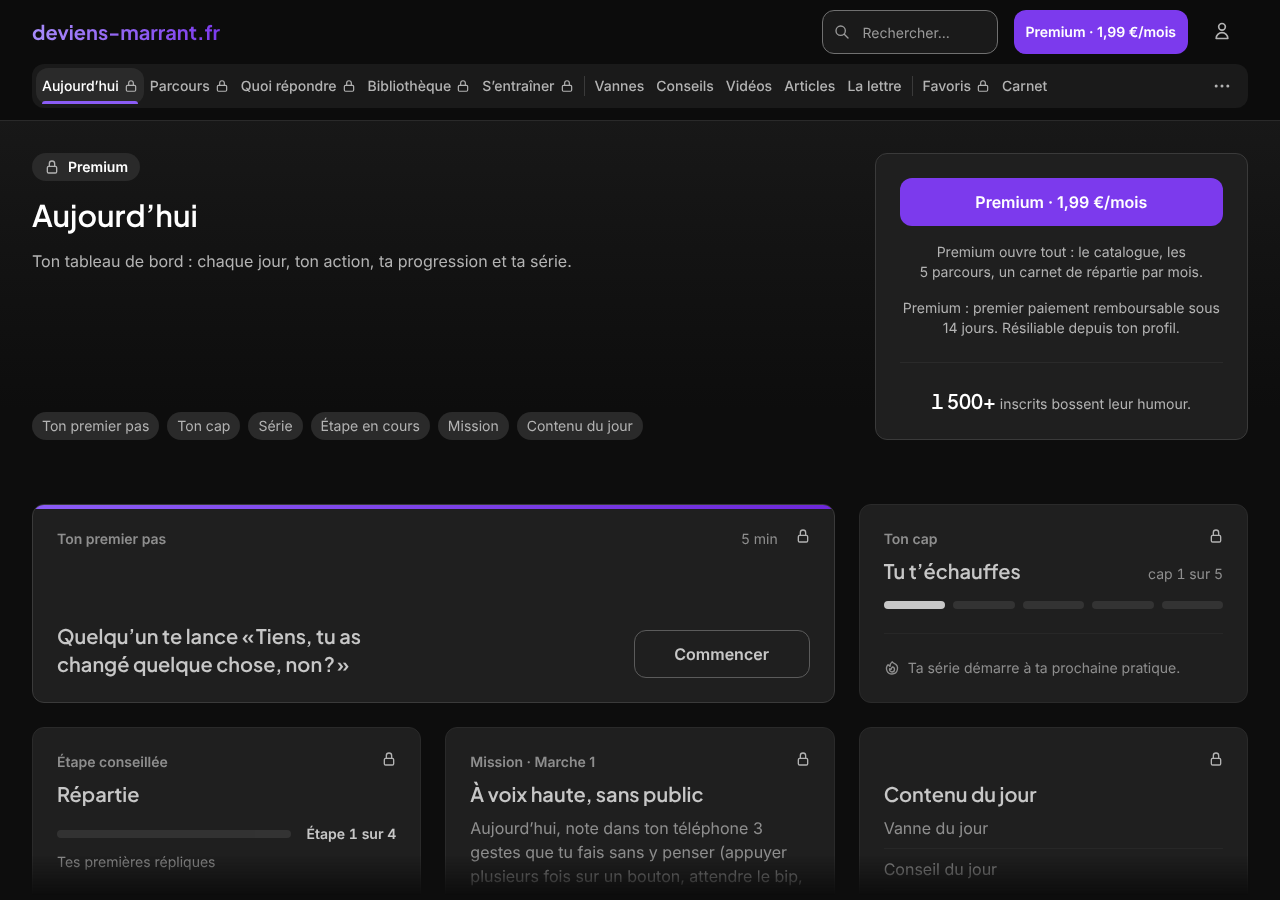 deviens-marrant.fr
Rechercher...
Premium · 1,99 €/mois
Aujourd’hui Parcours Quoi répondre Bibliothèque S’entraîner Vannes Conseils Vidéos Articles La lettre Favoris Carnet
Premium
Aujourd’hui
Ton tableau de bord : chaque jour, ton action, ta progression et ta série.
Ton premier pas Ton cap Série Étape en cours Mission Contenu du jour
Premium · 1,99 €/mois
Premium ouvre tout : le catalogue, les
5 parcours, un carnet de répartie par mois.
Premium : premier paiement remboursable sous
14 jours. Résiliable depuis ton profil.
1 500+ inscrits bossent leur humour.
Ton premier pas
5 min
Quelqu’un te lance « Tiens, tu as
changé quelque chose, non ? »
Commencer
Ton cap
Tu t’échauffes
cap 1 sur 5
Ta série démarre à ta prochaine pratique.
Étape conseillée
Répartie
Étape 1 sur 4
Tes premières répliques
Mission · Marche 1
À voix haute, sans public
Aujourd’hui, note dans ton téléphone 3
gestes que tu fais sans y penser (appuyer
plusieurs fois sur un bouton, attendre le bip,
Contenu du jour
Vanne du jour
Conseil du jour